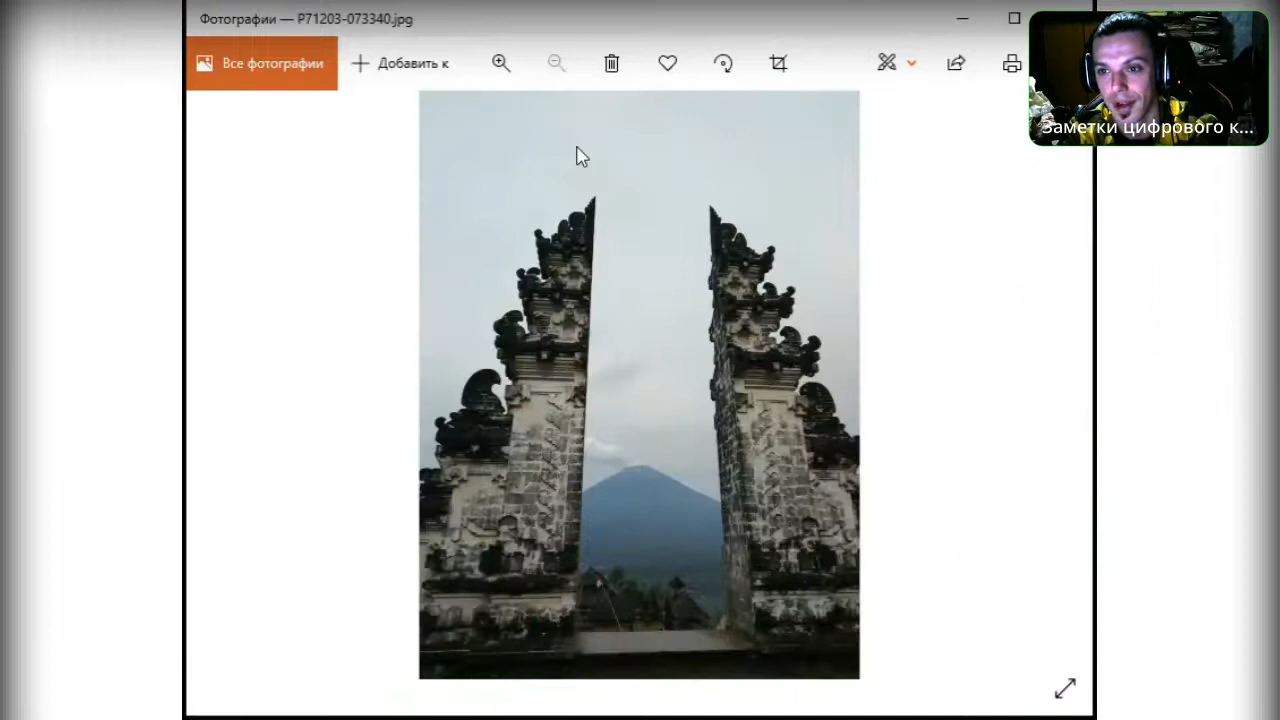 Фотографии — P71203-073340.jpg
Все фотографии
Добавить к
Заметки цифрового к...